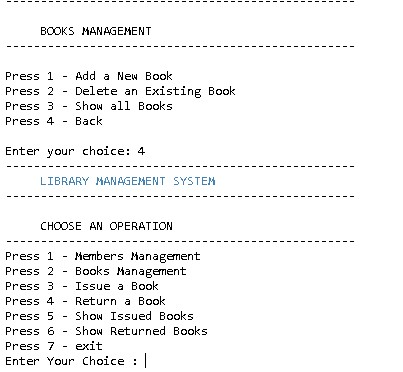 -------------------------------------------------
BOOKS MANAGEMENT
-------------------------------------------------
Press 1 - Add a New Book
Press 2 - Delete an Existing Book
Press 3 - Show all Books
Press 4 - Back
Enter your choice: 4
-------------------------------------------------
LIBRARY MANAGEMENT SYSTEM
-------------------------------------------------
CHOOSE AN OPERATION
-------------------------------------------------
Press 1 - Members Management
Press 2 - Books Management
Press 3 - Issue a Book
Press 4 - Return a Book
Press 5 - Show Issued Books
Press 6 - Show Returned Books
Press 7 - exit
Enter Your Choice :